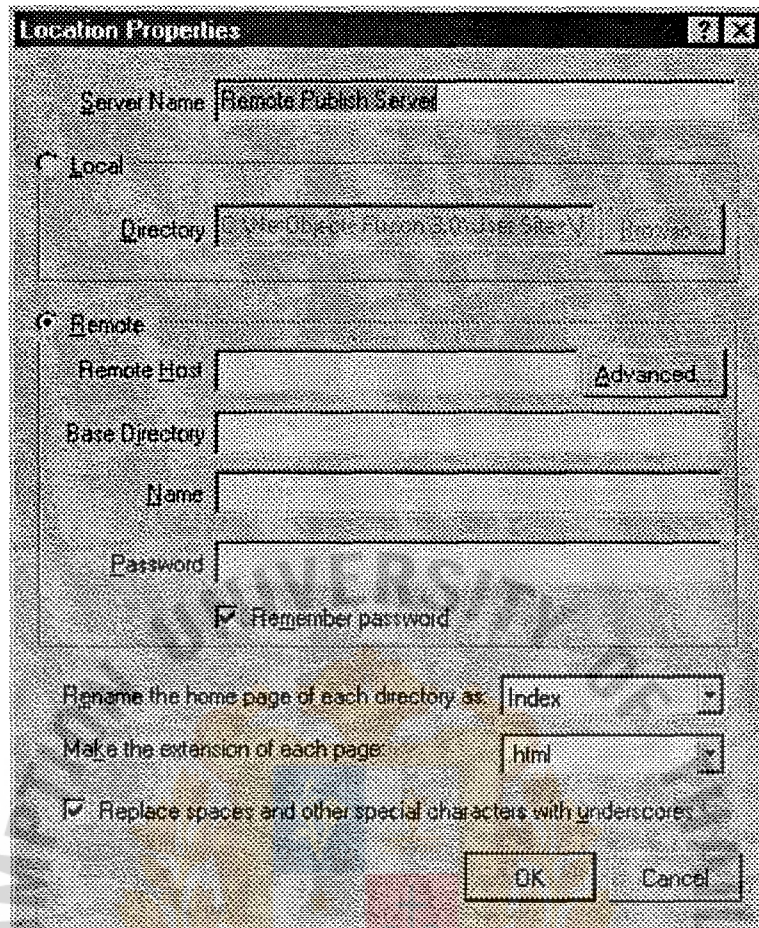 Location Properties
Server Name Remote Publish Server
Local
Directory
Remote
Remote Host Advanced...
Base Directory
Name
Password
Remember password
Rename the home page of each directory as: Index
Make the extension of each page: html
Replace spaces and other special characters with underscores
OK Cancel
UNIVERSITY OF